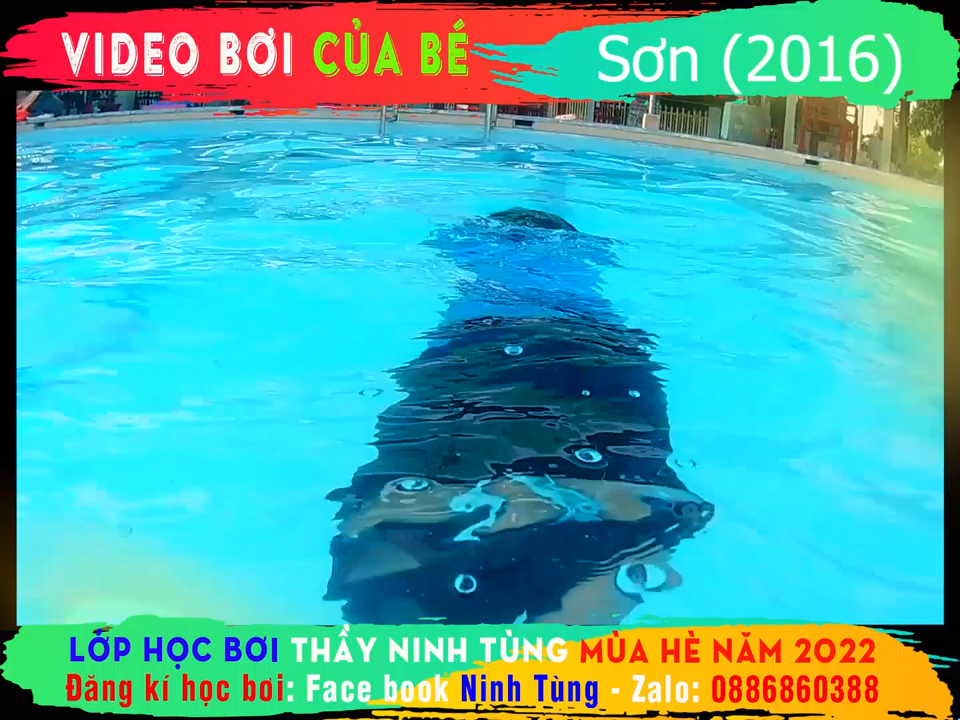 VIDEO BƠI CỦA BÉ
Sơn (2016)
LỚP HỌC BƠI THẦY NINH TÙNG MÙA HÈ NĂM 2022
Đăng kí học bơi: Face book Ninh Tùng - Zalo: 0886860388